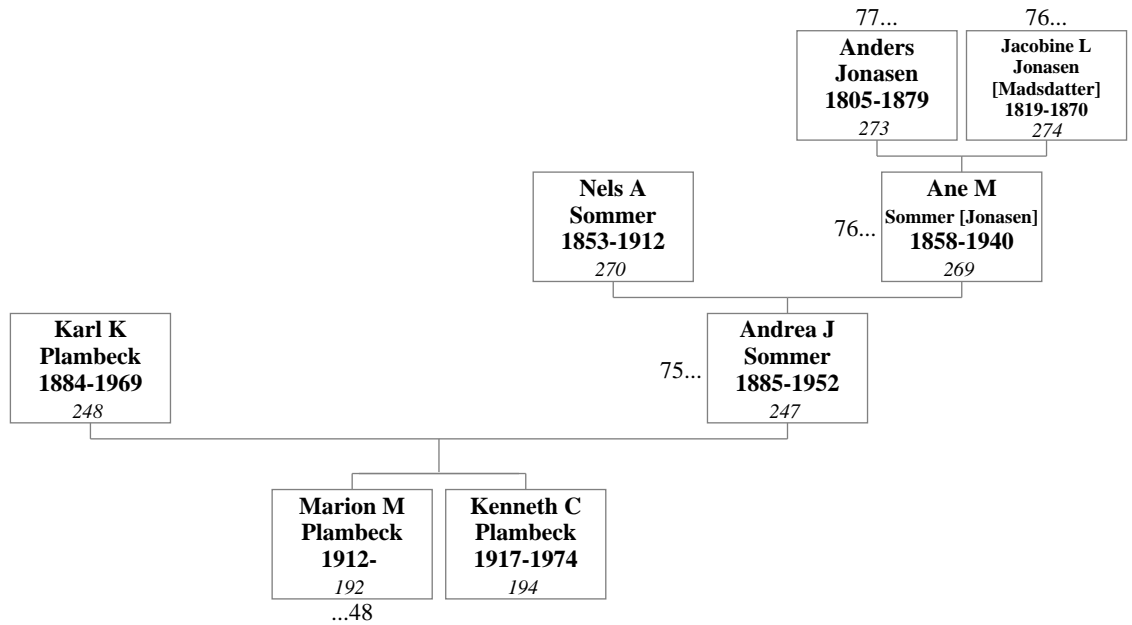 77...
76...
Anders
Jonasen
1805-1879
273
Jacobine L
Jonasen
[Madsdatter]
1819-1870
274
Nels A
Sommer
1853-1912
270
76...
Ane M
Sommer [Jonasen]
1858-1940
269
Karl K
Plambeck
1884-1969
248
75...
Andrea J
Sommer
1885-1952
247
Marion M
Plambeck
1912-
192
...48
Kenneth C
Plambeck
1917-1974
194